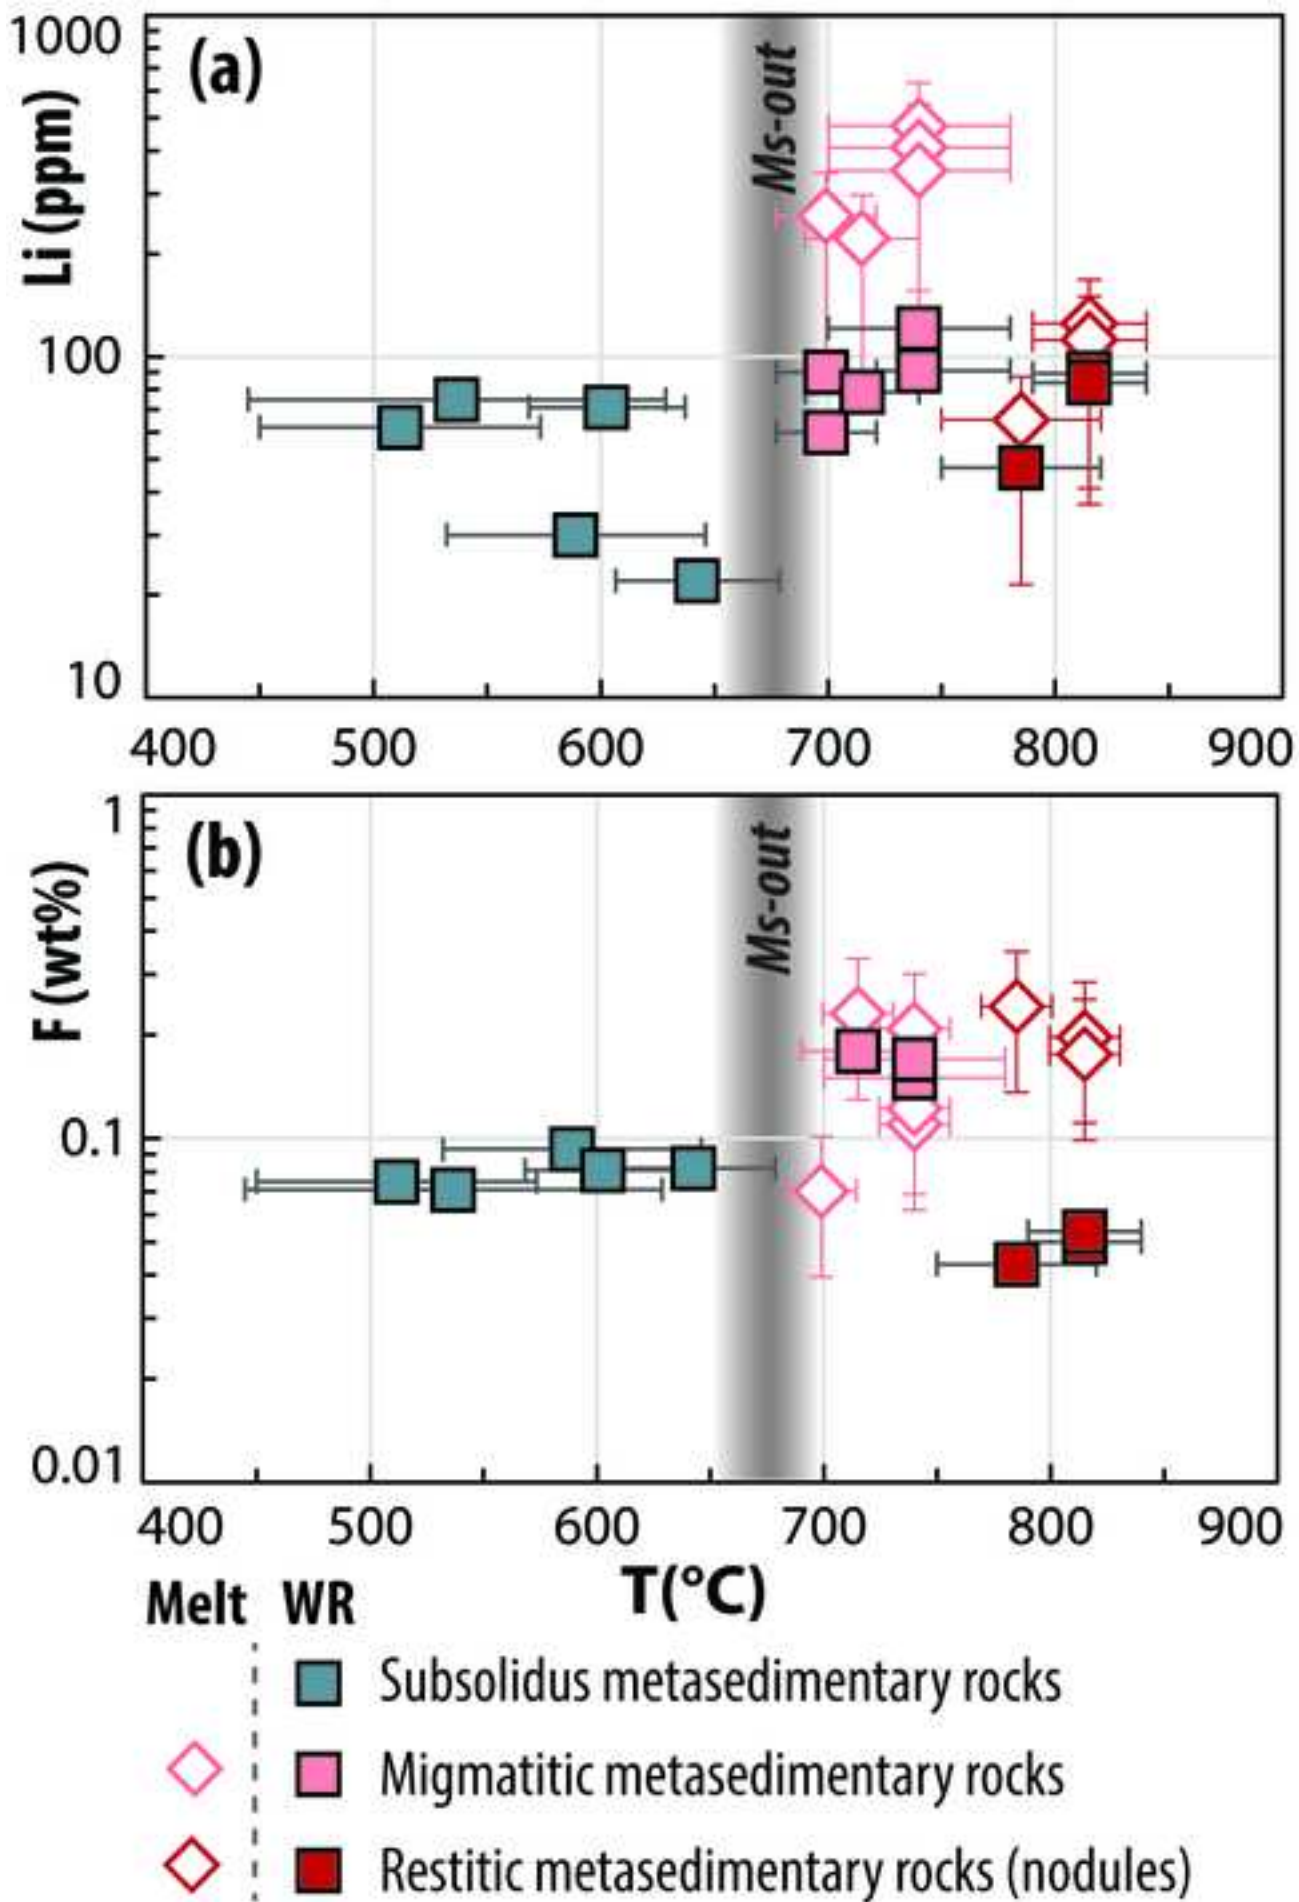 1000
(a)
Ms-out
Li (ppm)
100
10
400 500 600 700 800 900
1
(b)
Ms-out
F (wt%)
0.1
0.01
400 500 600 700 800 900
T(°C)
Melt WR
Subsolidus metasedimentary rocks
Migmatitic metasedimentary rocks
Restitic metasedimentary rocks (nodules)